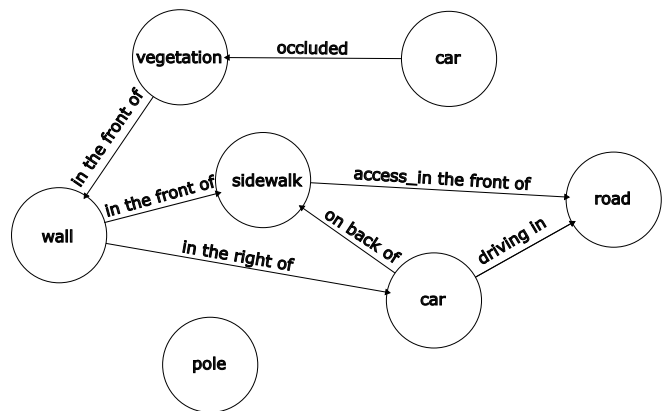 occluded
vegetation
car
in the front of
sidewalk
access_in the front of
in the front of
road
wall
in the right of
on back of
driving in
car
pole